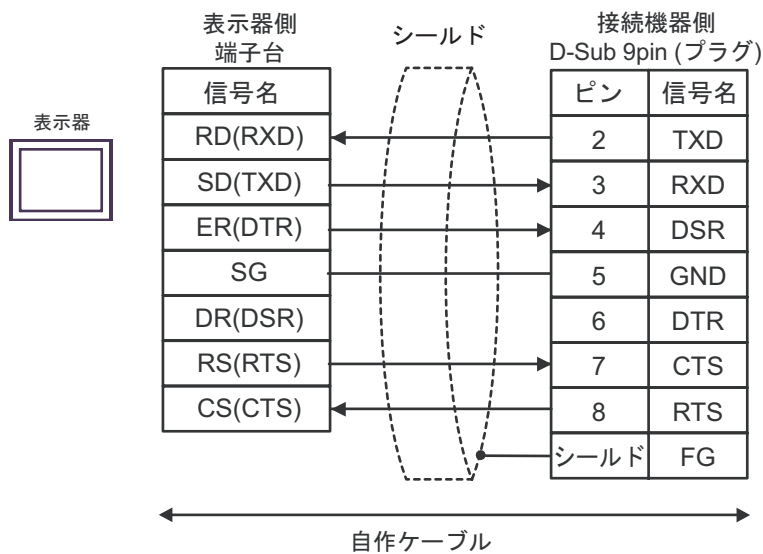 表示器側
端子台
シールド
接続機器側
D-Sub 9pin (プラグ)
表示器
信号名
ピン 信号名
RD(RXD) 2 TXD
SD(TXD) 3 RXD
ER(DTR) 4 DSR
SG 5 GND
DR(DSR) 6 DTR
RS(RTS) 7 CTS
CS(CTS) 8 RTS
シールド FG
自作ケーブル